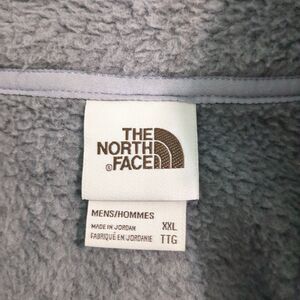 THE
NORTH
FACE
®
MENS/HOMMES
MADE IN JORDAN XXL
FABRIQUÉ EN JORDANIE TTG